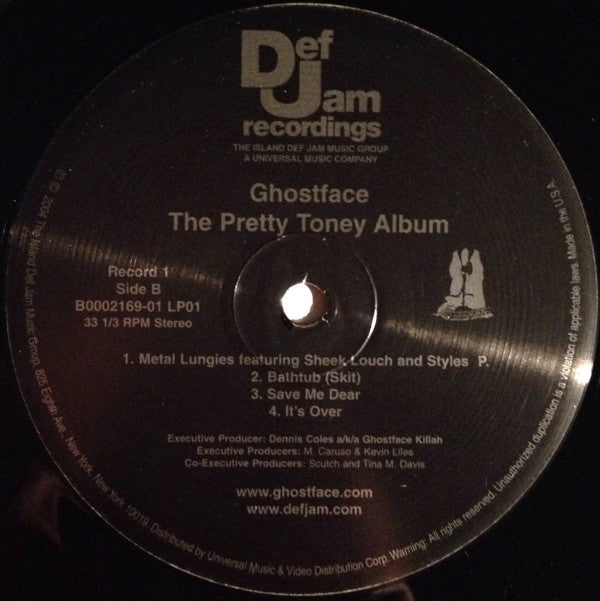 Def
Jam
recordings
THE ISLAND DEF JAM MUSIC GROUP
A UNIVERSAL MUSIC COMPANY
Ghostface
The Pretty Toney Album
Record 1
Side B
B0002169-01 LP01
33 1/3 RPM Stereo
1. Metal Lungies featuring Sheek Louch and Styles P.
2. Bathtub (Skit)
3. Save Me Dear
4. It's Over
Executive Producer: Dennis Coles a/k/a Ghostface Killah
Executive Producers: M. Caruso & Kevin Liles
Co-Executive Producers: Scutch and Tina M. Davis
www.ghostface.com
www.defjam.com
℗ © 2004 The Island Def Jam Music Group, 825 Eighth Ave., New York, New York 10019. Distributed by Universal Music & Video Distribution Corp. Warning: All rights reserved. Unauthorized duplication is a violation of applicable laws. Made in the U.S.A.